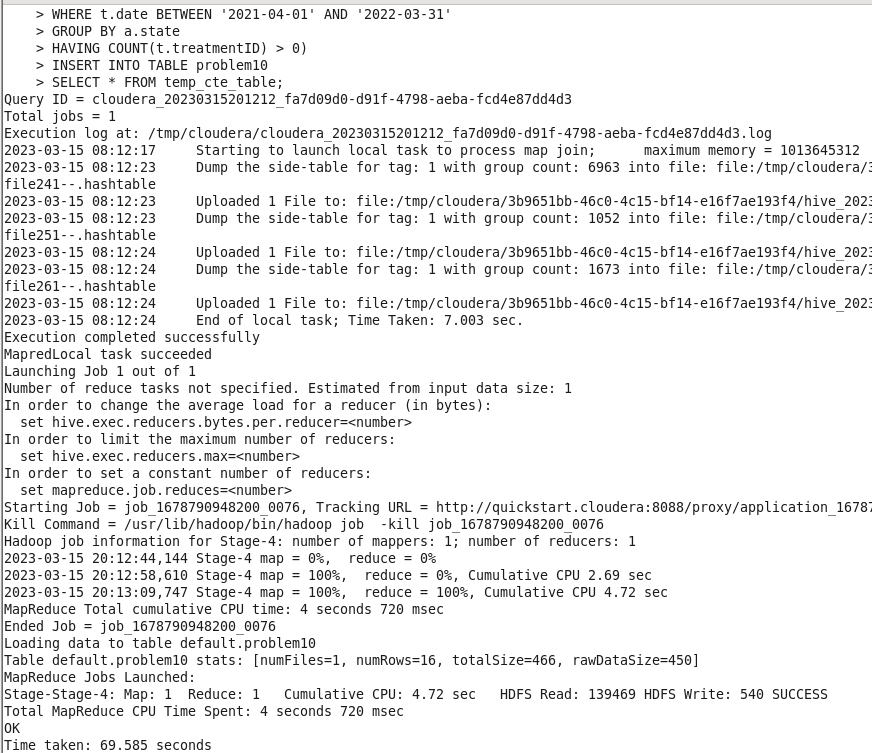 > WHERE t.date BETWEEN '2021-04-01' AND '2022-03-31'
    > GROUP BY a.state
    > HAVING COUNT(t.treatmentID) > 0)
    > INSERT INTO TABLE problem10
    > SELECT * FROM temp_cte_table;
Query ID = cloudera_20230315201212_fa7d09d0-d91f-4798-aeba-fcd4e87dd4d3
Total jobs = 1
Execution log at: /tmp/cloudera/cloudera_20230315201212_fa7d09d0-d91f-4798-aeba-fcd4e87dd4d3.log
2023-03-15 08:12:17     Starting to launch local task to process map join;      maximum memory = 1013645312
2023-03-15 08:12:23     Dump the side-table for tag: 1 with group count: 6963 into file: file:/tmp/cloudera/3
file241--.hashtable
2023-03-15 08:12:23     Uploaded 1 File to: file:/tmp/cloudera/3b9651bb-46c0-4c15-bf14-e16f7ae193f4/hive_2023
2023-03-15 08:12:23     Dump the side-table for tag: 1 with group count: 1052 into file: file:/tmp/cloudera/3
file251--.hashtable
2023-03-15 08:12:24     Uploaded 1 File to: file:/tmp/cloudera/3b9651bb-46c0-4c15-bf14-e16f7ae193f4/hive_2023
2023-03-15 08:12:24     Dump the side-table for tag: 1 with group count: 1673 into file: file:/tmp/cloudera/3
file261--.hashtable
2023-03-15 08:12:24     Uploaded 1 File to: file:/tmp/cloudera/3b9651bb-46c0-4c15-bf14-e16f7ae193f4/hive_2023
2023-03-15 08:12:24     End of local task; Time Taken: 7.003 sec.
Execution completed successfully
MapredLocal task succeeded
Launching Job 1 out of 1
Number of reduce tasks not specified. Estimated from input data size: 1
In order to change the average load for a reducer (in bytes):
  set hive.exec.reducers.bytes.per.reducer=<number>
In order to limit the maximum number of reducers:
  set hive.exec.reducers.max=<number>
In order to set a constant number of reducers:
  set mapreduce.job.reduces=<number>
Starting Job = job_1678790948200_0076, Tracking URL = http://quickstart.cloudera:8088/proxy/application_16787
Kill Command = /usr/lib/hadoop/bin/hadoop job  -kill job_1678790948200_0076
Hadoop job information for Stage-4: number of mappers: 1; number of reducers: 1
2023-03-15 20:12:44,144 Stage-4 map = 0%,  reduce = 0%
2023-03-15 20:12:58,610 Stage-4 map = 100%,  reduce = 0%, Cumulative CPU 2.69 sec
2023-03-15 20:13:09,747 Stage-4 map = 100%,  reduce = 100%, Cumulative CPU 4.72 sec
MapReduce Total cumulative CPU time: 4 seconds 720 msec
Ended Job = job_1678790948200_0076
Loading data to table default.problem10
Table default.problem10 stats: [numFiles=1, numRows=16, totalSize=466, rawDataSize=450]
MapReduce Jobs Launched:
Stage-Stage-4: Map: 1  Reduce: 1   Cumulative CPU: 4.72 sec   HDFS Read: 139469 HDFS Write: 540 SUCCESS
Total MapReduce CPU Time Spent: 4 seconds 720 msec
OK
Time taken: 69.585 seconds